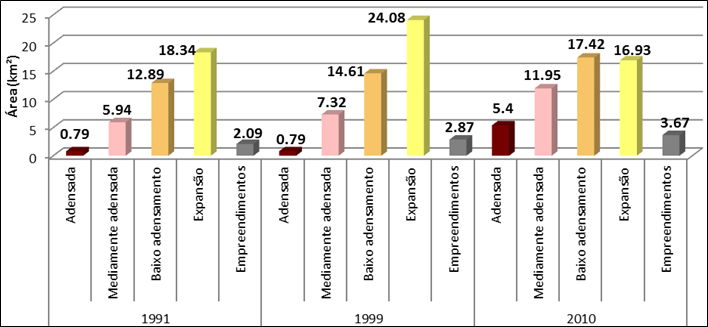 25
20
15
10
5
0
Área (km²)
0.79
5.94
12.89
18.34
2.09
0.79
7.32
14.61
24.08
2.87
5.4
11.95
17.42
16.93
3.67
Adensada
Mediamente adensada
Baixo adensamento
Expansão
Empreendimentos
Adensada
Mediamente adensada
Baixo adensamento
Expansão
Empreendimentos
Adensada
Mediamente adensada
Baixo adensamento
Expansão
Empreendimentos
1991
1999
2010